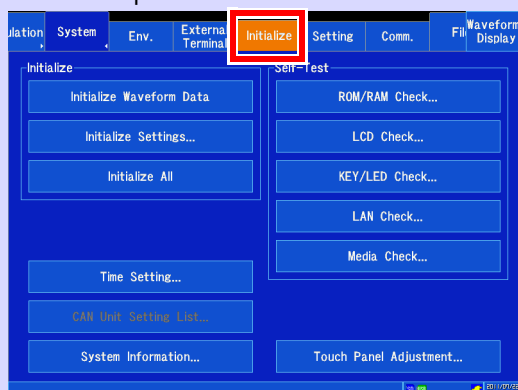 ulation System Env. External Terminal Initialize Setting Comm. Fil Waveform Display
Initialize
Initialize Waveform Data
Initialize Settings...
Initialize All
Time Setting...
CAN Unit Setting List...
System Information...
Self-Test
ROM/RAM Check...
LCD Check...
KEY/LED Check...
LAN Check...
Media Check...
Touch Panel Adjustment...